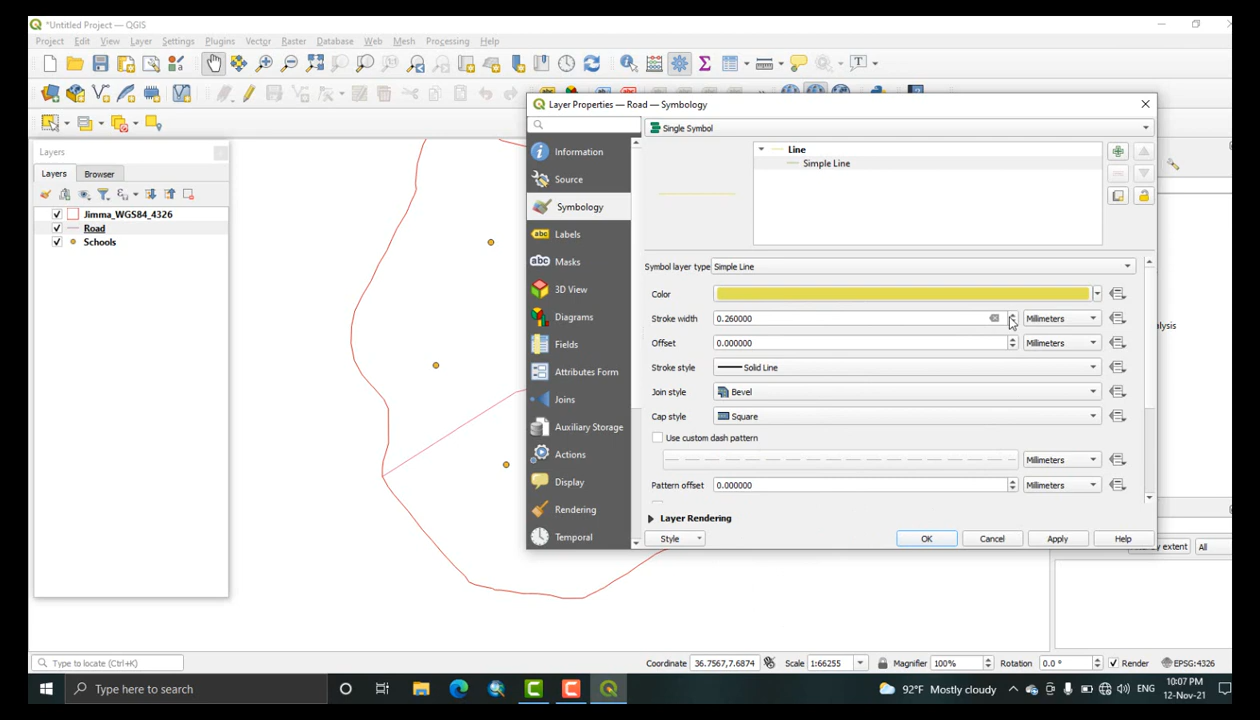 *Untitled Project — QGIS
Project Edit View Layer Settings Plugins Vector Raster Database Web Mesh Processing Help
Layers
Layers Browser
Jimma_WGS84_4326
Road
Schools
Layer Properties — Road — Symbology
Information
Source
Symbology
Labels
Masks
3D View
Diagrams
Fields
Attributes Form
Joins
Auxiliary Storage
Actions
Display
Rendering
Temporal
Single Symbol
Line
Simple Line
Symbol layer type Simple Line
Color
Stroke width 0.260000 Millimeters
Offset 0.000000 Millimeters
Stroke style Solid Line
Join style Bevel
Cap style Square
Use custom dash pattern
Millimeters
Pattern offset 0.000000 Millimeters
Layer Rendering
Style OK Cancel Apply Help
extent All
Type to locate (Ctrl+K) Coordinate 36.7567,7.6874 Scale 1:66255 Magnifier 100% Rotation 0.0 ° Render EPSG:4326
Type here to search 92°F Mostly cloudy ENG 10:07 PM
12-Nov-21